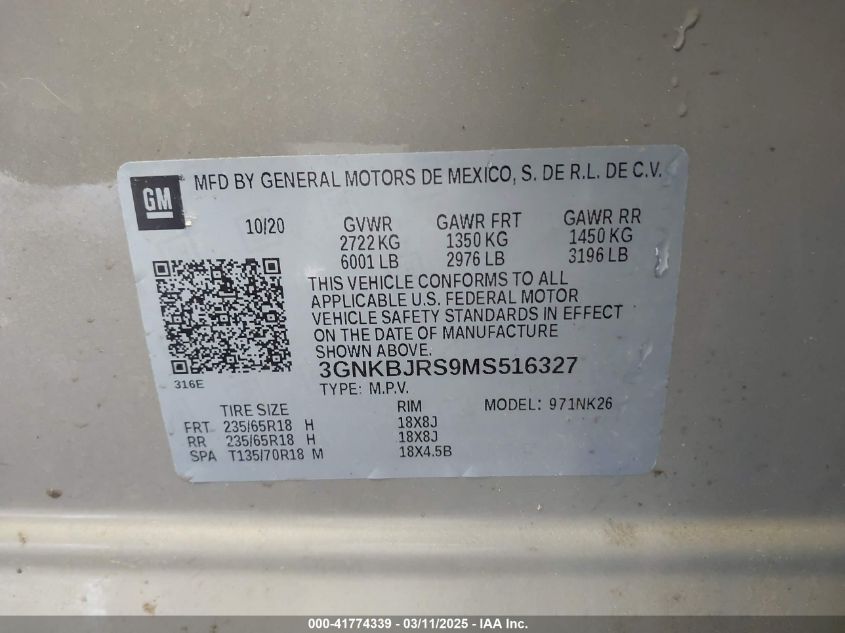 GM
MFD BY GENERAL MOTORS DE MEXICO, S. DE R.L. DE C.V.
10/20 GVWR GAWR FRT GAWR RR
2722 KG 1350 KG 1450 KG
6001 LB 2976 LB 3196 LB
THIS VEHICLE CONFORMS TO ALL
APPLICABLE U.S. FEDERAL MOTOR
VEHICLE SAFETY STANDARDS IN EFFECT
ON THE DATE OF MANUFACTURE
SHOWN ABOVE.
3GNKBJRS9MS516327
316E
TYPE: M.P.V.
TIRE SIZE RIM MODEL: 971NK26
FRT 235/65R18 H 18X8J
RR 235/65R18 H 18X8J
SPA T135/70R18 M 18X4.5B
000-41774339 - 03/11/2025 - IAA Inc.